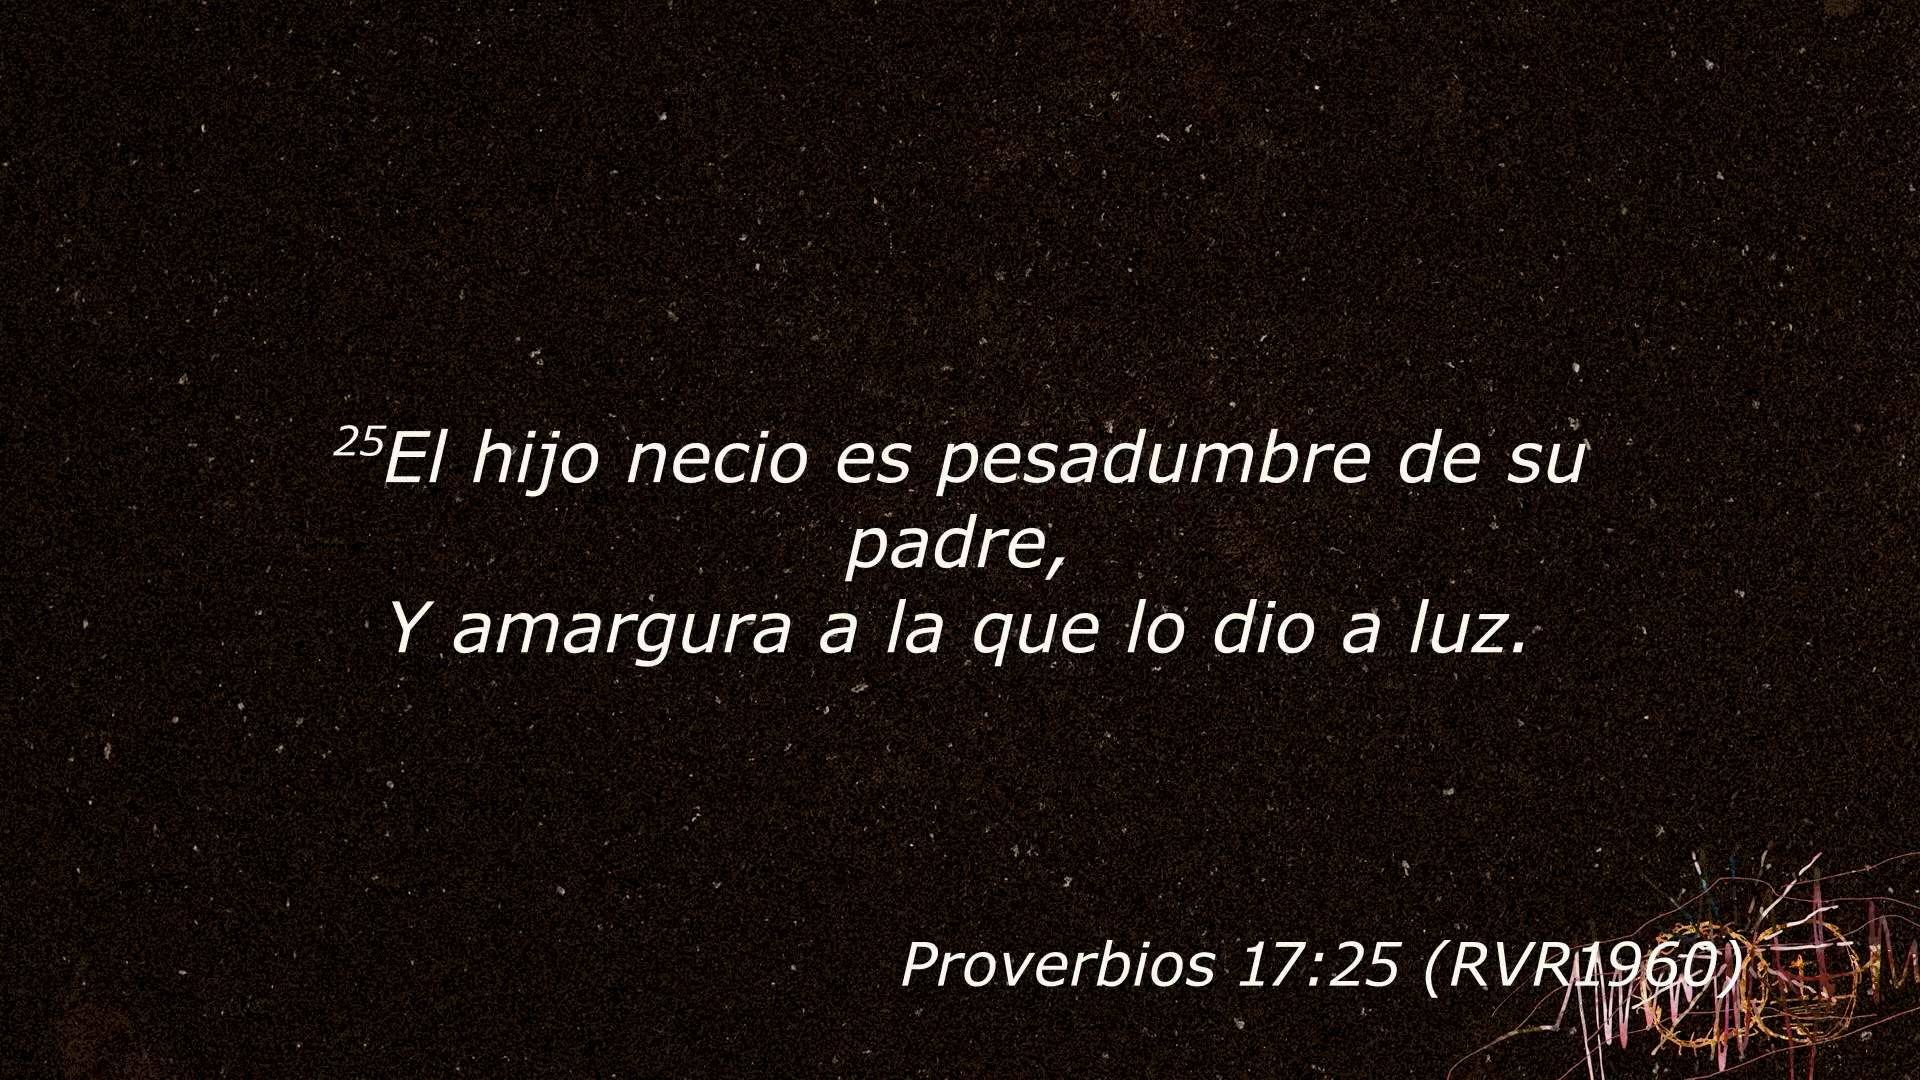 ²⁵El hijo necio es pesadumbre de su
padre,
Y amargura a la que lo dio a luz.
Proverbios 17:25 (RVR1960)